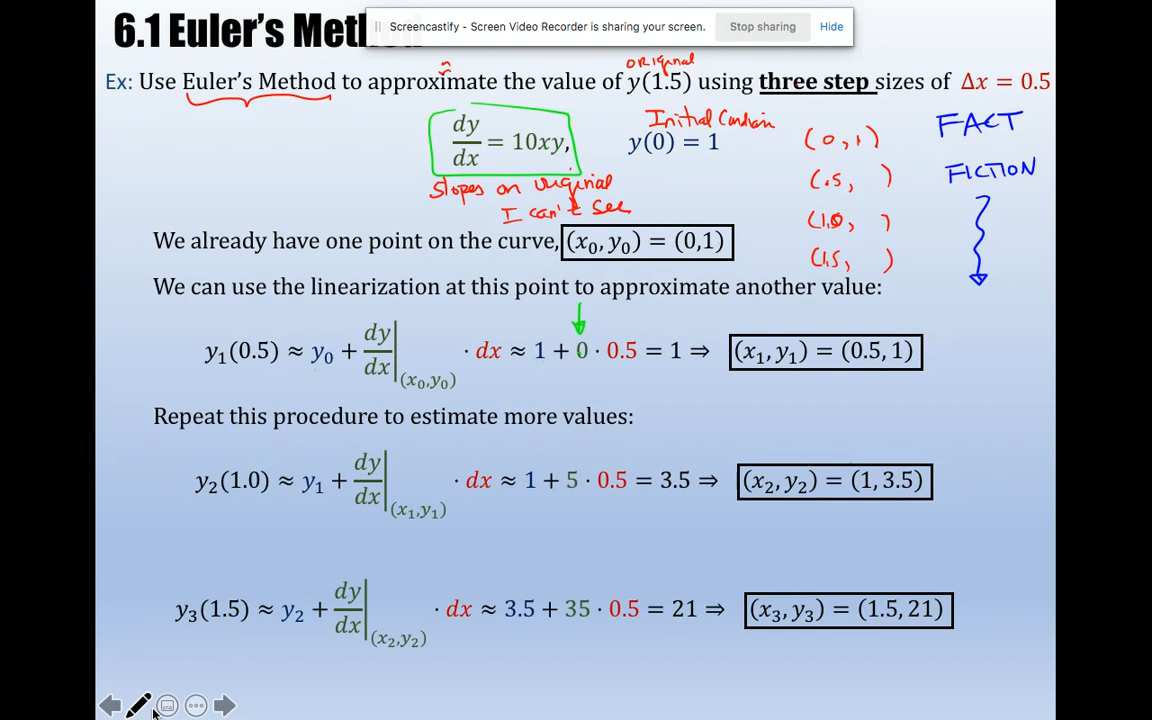 6.1 Euler's Meth
Screencastify - Screen Video Recorder is sharing your screen. Stop sharing Hide
original
Ex: Use Euler's Method to approximate the value of y(1.5) using three step sizes of Δx = 0.5
dy/dx = 10xy, y(0) = 1
Initial Condion
(0,1)
(.5, )
(1.0, )
(1.5, )
FACT
FICTION
Slopes on original
I can't see
We already have one point on the curve, (x₀, y₀) = (0,1)
We can use the linearization at this point to approximate another value:
y₁(0.5) ≈ y₀ + dy/dx|(x₀,y₀) · dx ≈ 1 + 0 · 0.5 = 1 ⇒ (x₁, y₁) = (0.5, 1)
Repeat this procedure to estimate more values:
y₂(1.0) ≈ y₁ + dy/dx|(x₁,y₁) · dx ≈ 1 + 5 · 0.5 = 3.5 ⇒ (x₂, y₂) = (1, 3.5)
y₃(1.5) ≈ y₂ + dy/dx|(x₂,y₂) · dx ≈ 3.5 + 35 · 0.5 = 21 ⇒ (x₃, y₃) = (1.5, 21)